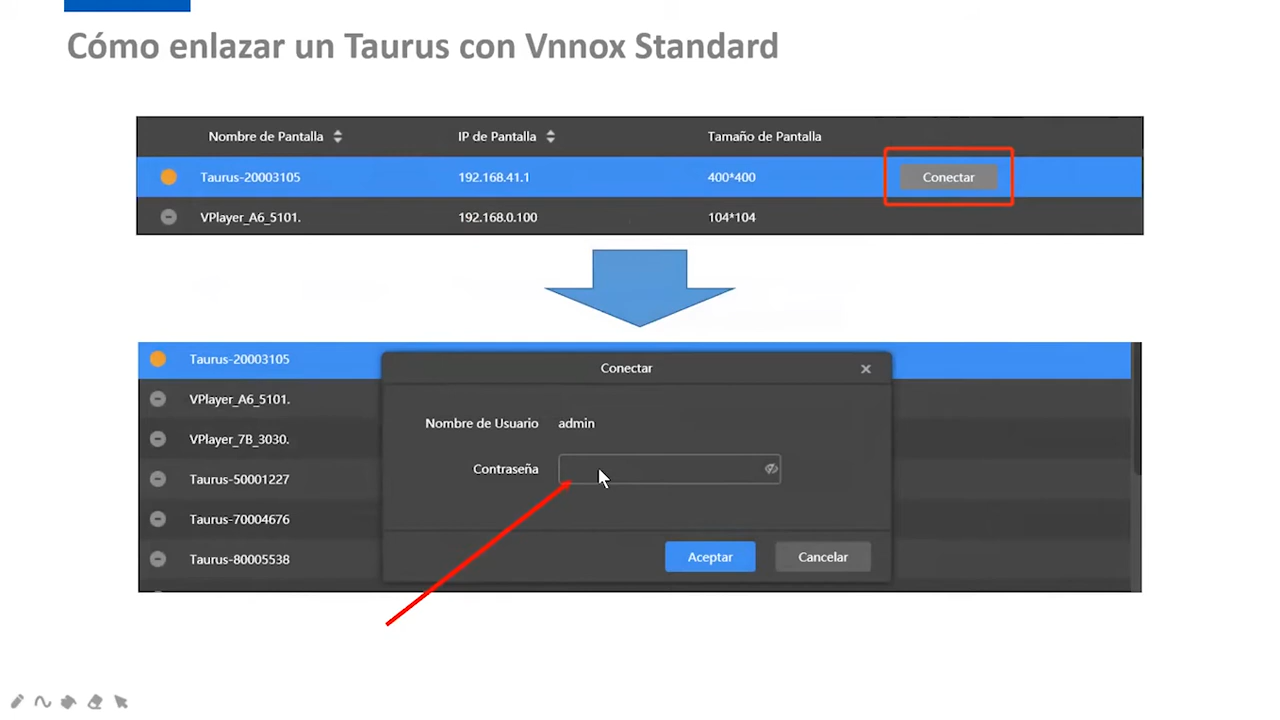 Cómo enlazar un Taurus con Vnnox Standard
Nombre de Pantalla IP de Pantalla Tamaño de Pantalla
Taurus-20003105 192.168.41.1 400*400 Conectar
VPlayer_A6_5101. 192.168.0.100 104*104
Taurus-20003105
VPlayer_A6_5101.
VPlayer_7B_3030.
Taurus-50001227
Taurus-70004676
Taurus-80005538
Conectar
Nombre de Usuario admin
Contraseña
Aceptar Cancelar